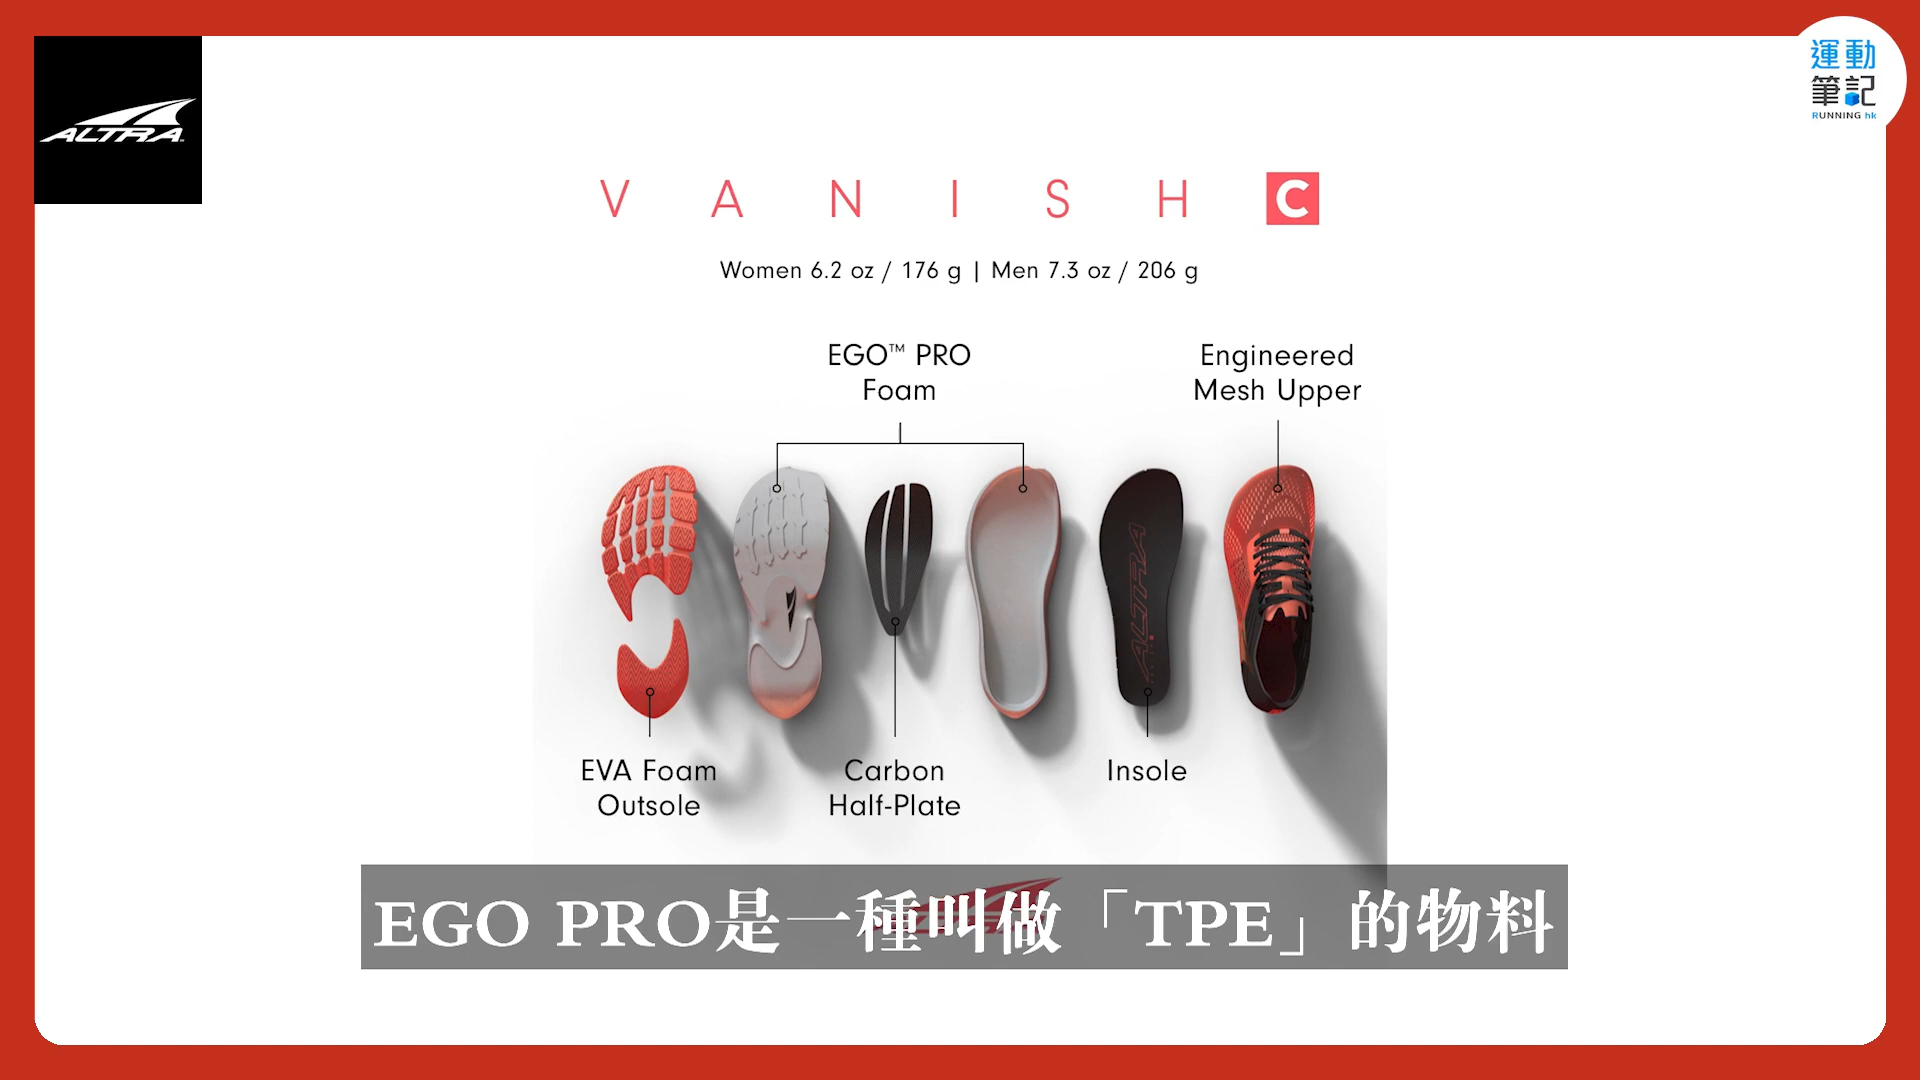 ALTRA
運動
筆記
RUNNING hk
VANISH C
Women 6.2 oz / 176 g | Men 7.3 oz / 206 g
EGO™ PRO
Foam
Engineered
Mesh Upper
ALTRA
EVA Foam
Outsole
Carbon
Half-Plate
Insole
EGO PRO是一種叫做「TPE」的物料